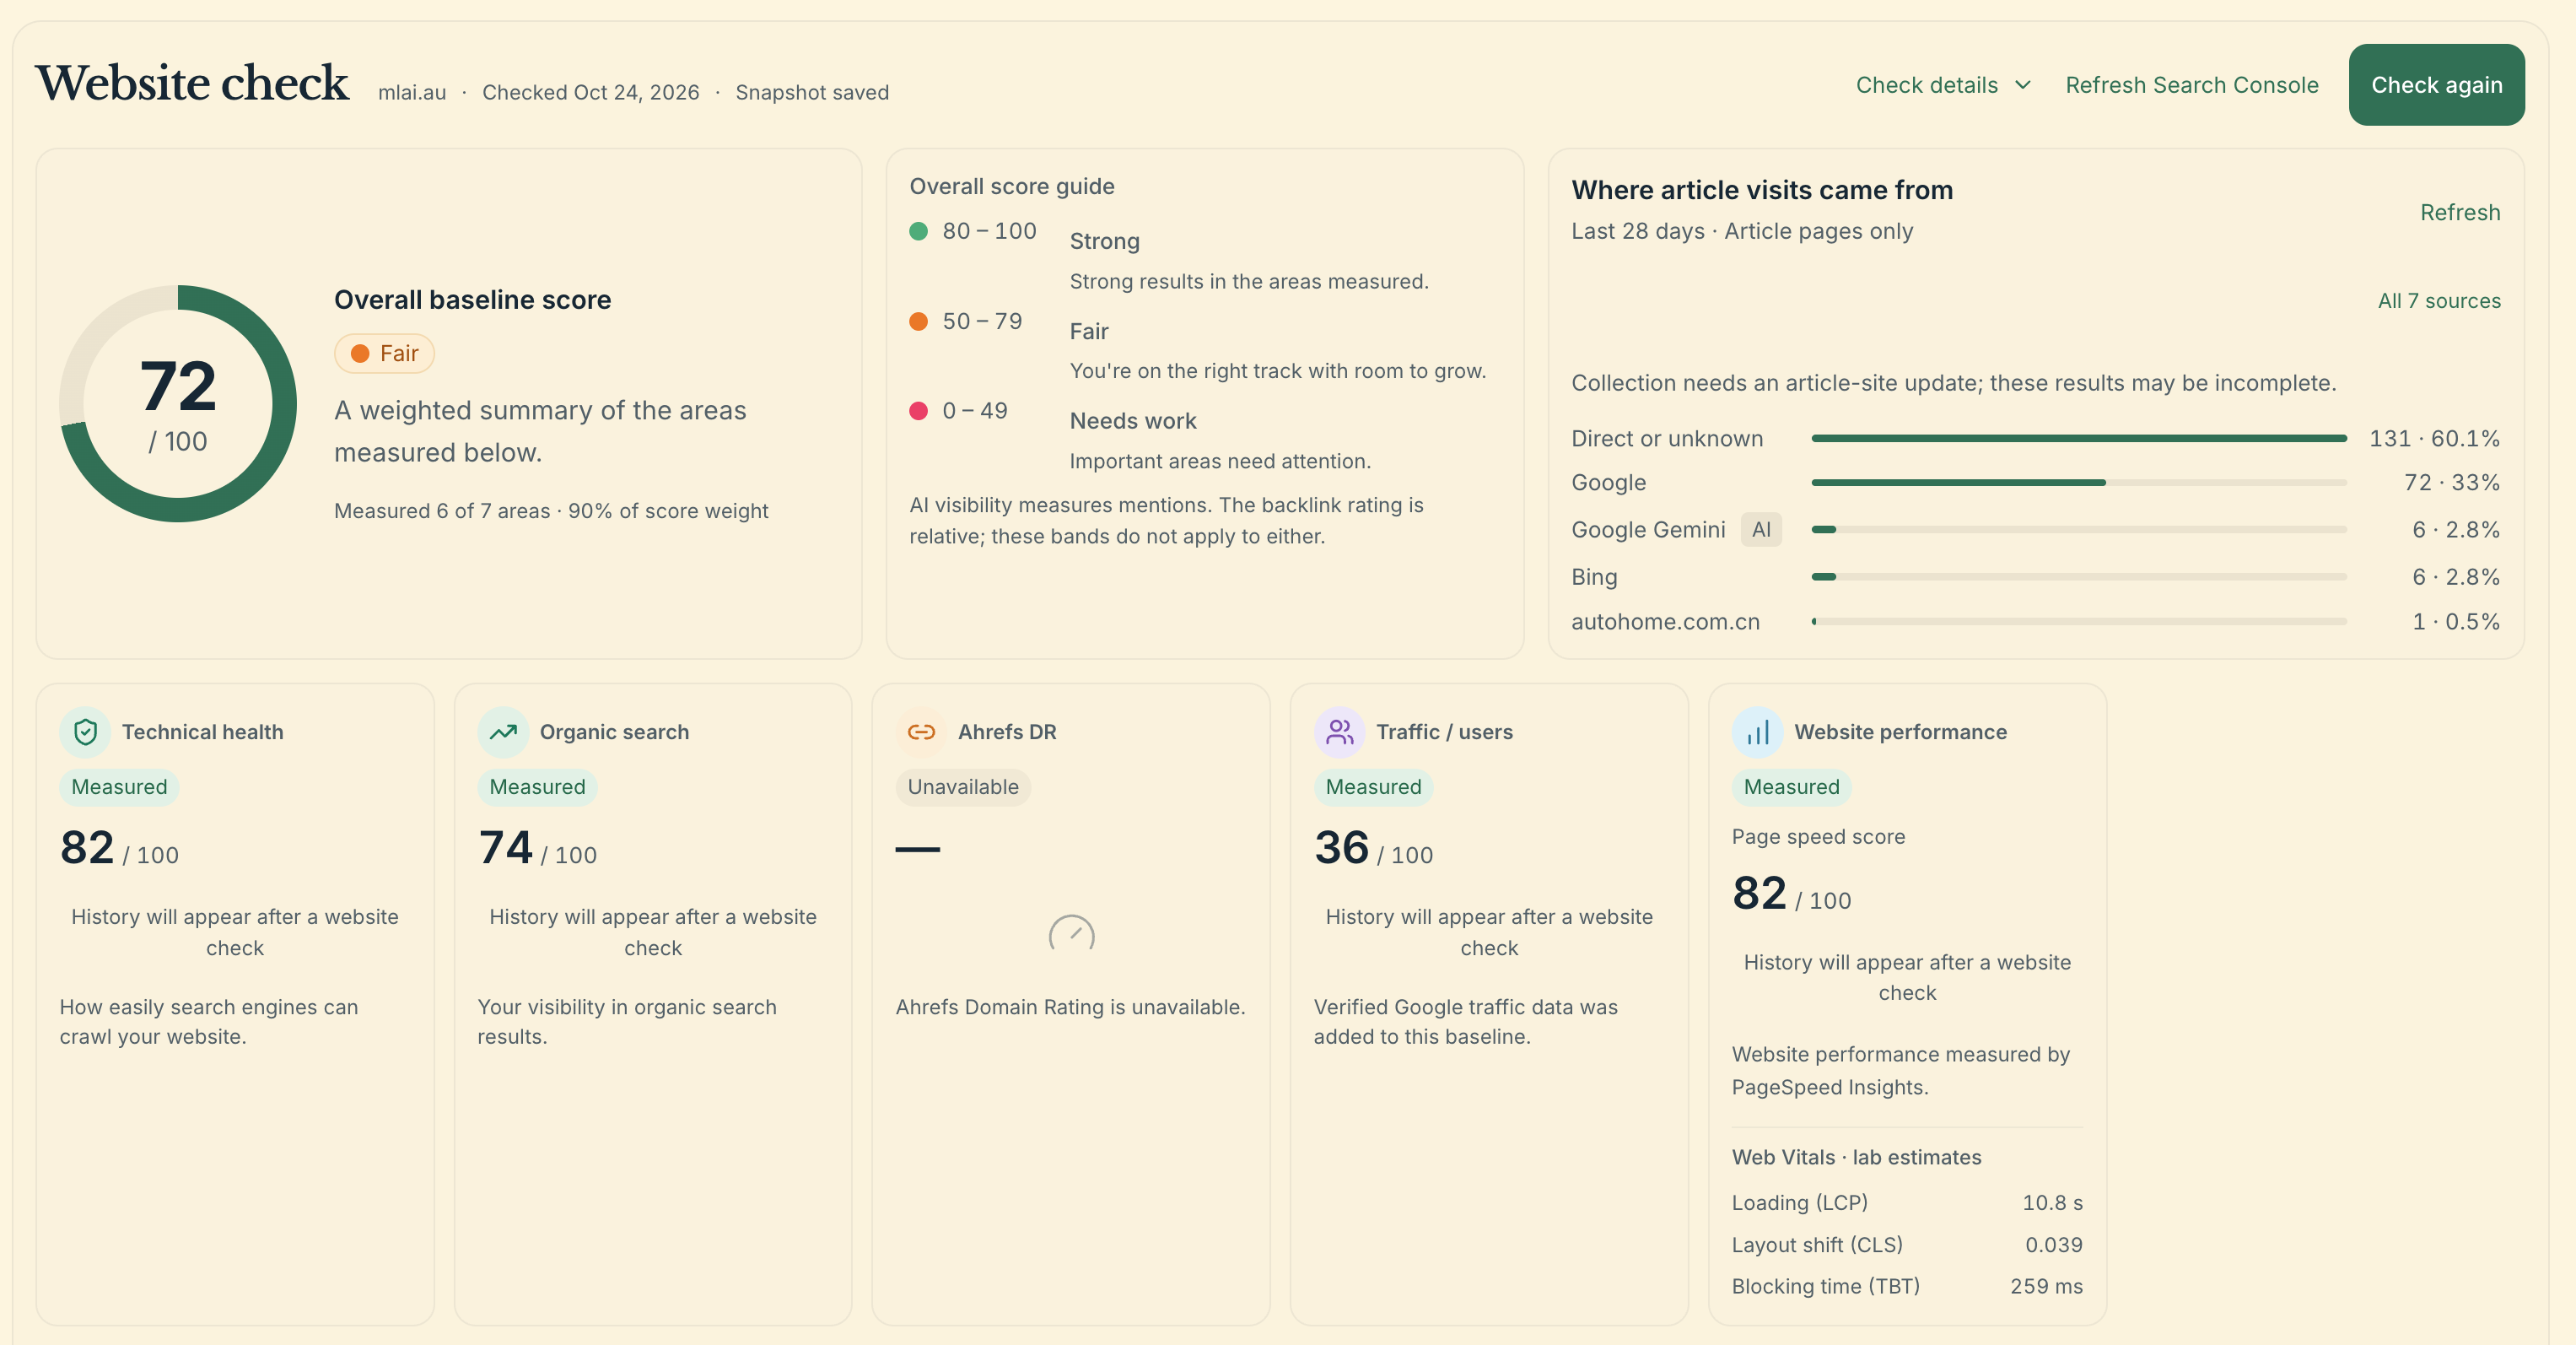 Website check
mlai.au · Checked Oct 24, 2026 · Snapshot saved
Check details
Refresh Search Console
Check again
72
/ 100
Overall baseline score
Fair
A weighted summary of the areas
measured below.
Measured 6 of 7 areas · 90% of score weight
Overall score guide
80 – 100
Strong
Strong results in the areas measured.
50 – 79
Fair
You're on the right track with room to grow.
0 – 49
Needs work
Important areas need attention.
AI visibility measures mentions. The backlink rating is
relative; these bands do not apply to either.
Where article visits came from
Last 28 days · Article pages only
Refresh
All 7 sources
Collection needs an article-site update; these results may be incomplete.
Direct or unknown 131 · 60.1%
Google 72 · 33%
Google Gemini AI 6 · 2.8%
Bing 6 · 2.8%
autohome.com.cn 1 · 0.5%
Technical health
Measured
82 / 100
History will appear after a website
check
How easily search engines can
crawl your website.
Organic search
Measured
74 / 100
History will appear after a website
check
Your visibility in organic search
results.
Ahrefs DR
Unavailable
—
Ahrefs Domain Rating is unavailable.
Traffic / users
Measured
36 / 100
History will appear after a website
check
Verified Google traffic data was
added to this baseline.
Website performance
Measured
Page speed score
82 / 100
History will appear after a website
check
Website performance measured by
PageSpeed Insights.
Web Vitals · lab estimates
Loading (LCP) 10.8 s
Layout shift (CLS) 0.039
Blocking time (TBT) 259 ms